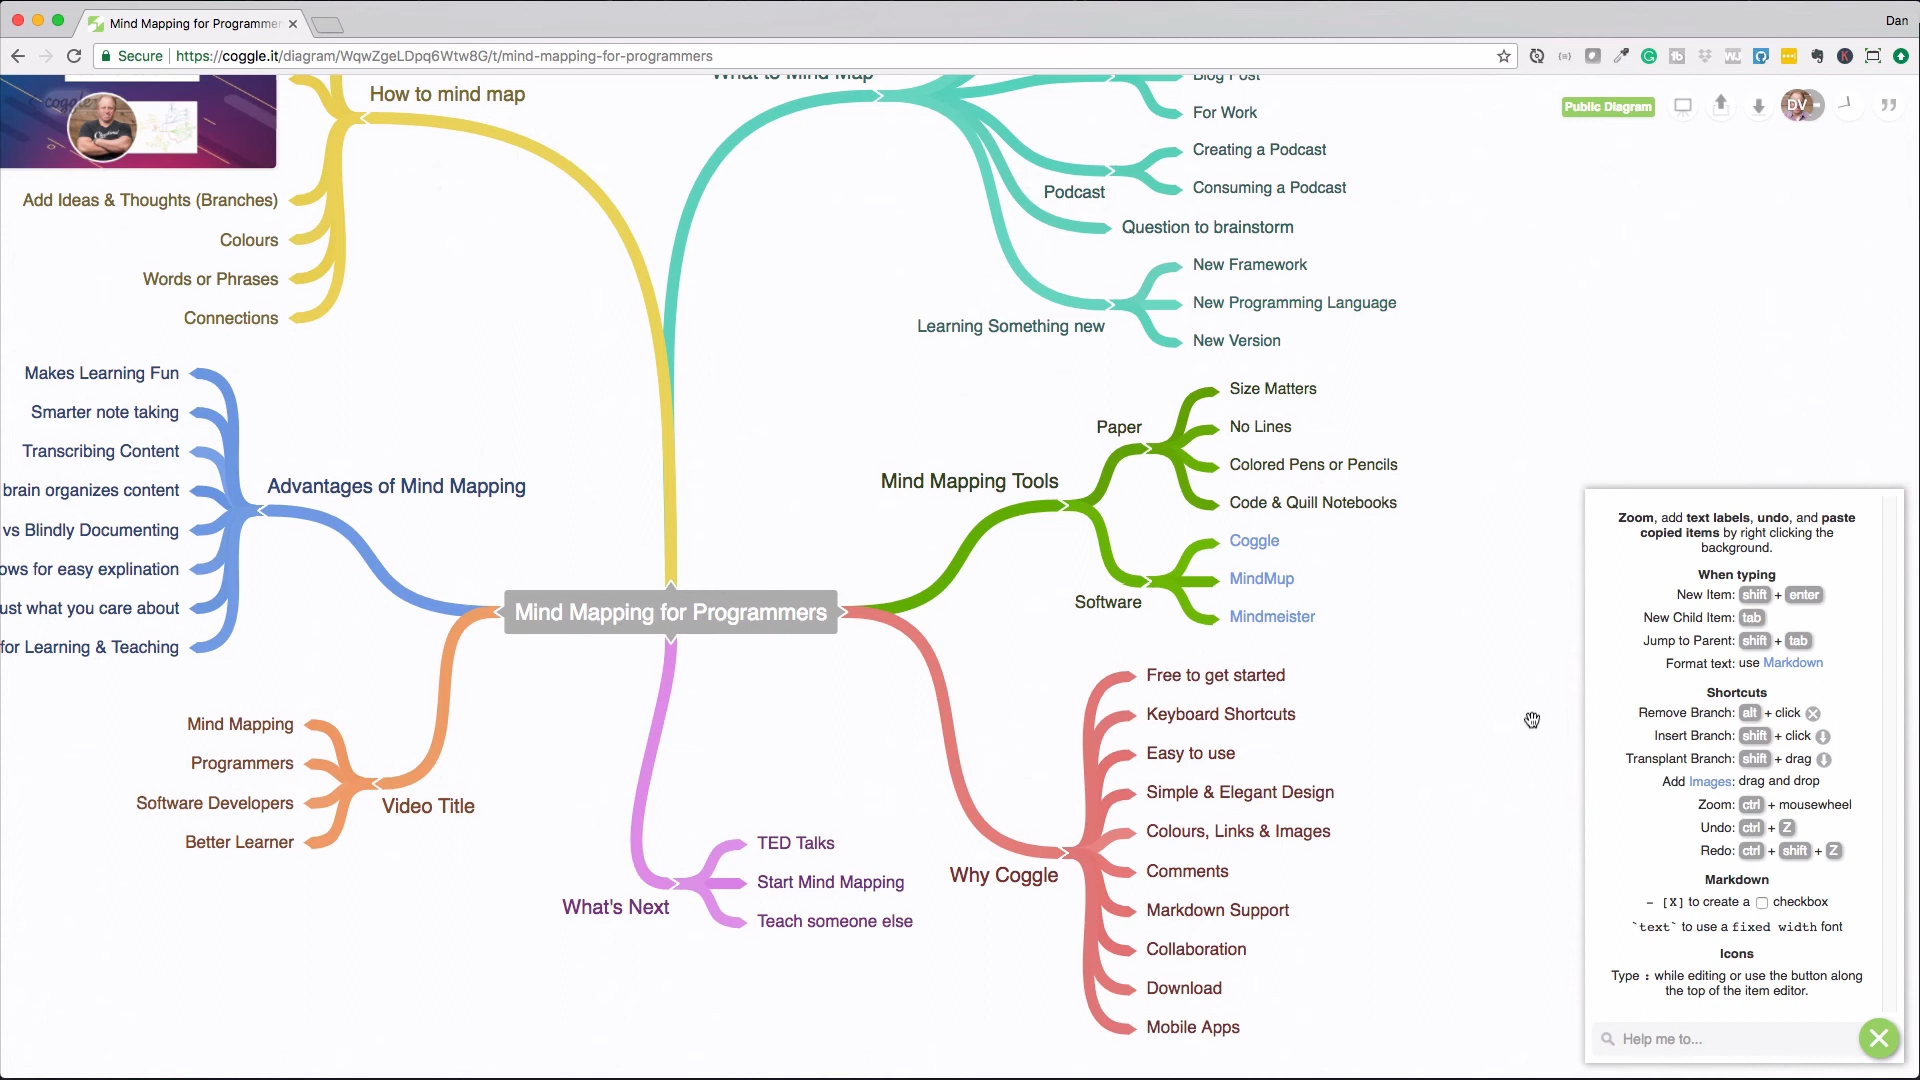 Mind Mapping for Programmer
Dan
Secure
https://coggle.it/diagram/WqwZgeLDpq6Wtw8G/t/mind-mapping-for-programmers
Public Diagram
DV
coggle
How to mind map
Add Ideas & Thoughts (Branches)
Colours
Words or Phrases
Connections
What to Mind Map
Blog Post
For Work
Podcast
Creating a Podcast
Consuming a Podcast
Question to brainstorm
Learning Something new
New Framework
New Programming Language
New Version
Advantages of Mind Mapping
Makes Learning Fun
Smarter note taking
Transcribing Content
brain organizes content
vs Blindly Documenting
ows for easy explination
ust what you care about
for Learning & Teaching
Mind Mapping Tools
Paper
Size Matters
No Lines
Colored Pens or Pencils
Code & Quill Notebooks
Software
Coggle
MindMup
Mindmeister
Mind Mapping for Programmers
Video Title
Mind Mapping
Programmers
Software Developers
Better Learner
What's Next
TED Talks
Start Mind Mapping
Teach someone else
Why Coggle
Free to get started
Keyboard Shortcuts
Easy to use
Simple & Elegant Design
Colours, Links & Images
Comments
Markdown Support
Collaboration
Download
Mobile Apps
Zoom, add text labels, undo, and paste
copied items by right clicking the
background.
When typing
New Item: shift + enter
New Child Item: tab
Jump to Parent: shift + tab
Format text: use Markdown
Shortcuts
Remove Branch: alt + click
Insert Branch: shift + click
Transplant Branch: shift + drag
Add Images: drag and drop
Zoom: ctrl + mousewheel
Undo: ctrl + Z
Redo: ctrl + shift + Z
Markdown
- [X] to create a checkbox
`text` to use a fixed width font
Icons
Type : while editing or use the button along
the top of the item editor.
Help me to...